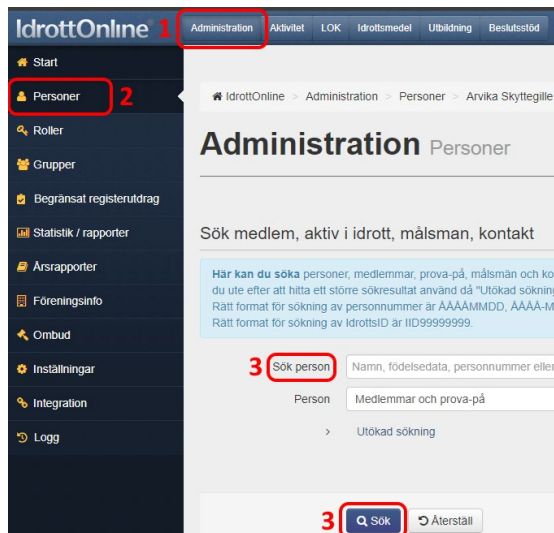 IdrottOnline
1
Administration
Aktivitet
LOK
Idrottsmedel
Utbildning
Beslutsstöd
Start
Personer
2
Roller
Grupper
Begränsat registerutdrag
Statistik / rapporter
Årsrapporter
Föreningsinfo
Ombud
Inställningar
Integration
Logg
IdrottOnline > Administration > Personer > Arvika Skyttegille
Administration Personer
Sök medlem, aktiv i idrott, målsman, kontakt
Här kan du söka personer, medlemmar, prova-på, målsmän och ko
du ute efter att hitta ett större sökresultat använd då "Utökad sökning
Rätt format för sökning av personnummer är ÅÅÅÅMMDD, ÅÅÅÅ-M
Rätt format för sökning av IdrottsID är IID99999999.
3 Sök person
Namn, födelsedata, personnummer eller
Person
Medlemmar och prova-på
> Utökad sökning
3 Sök
Återställ